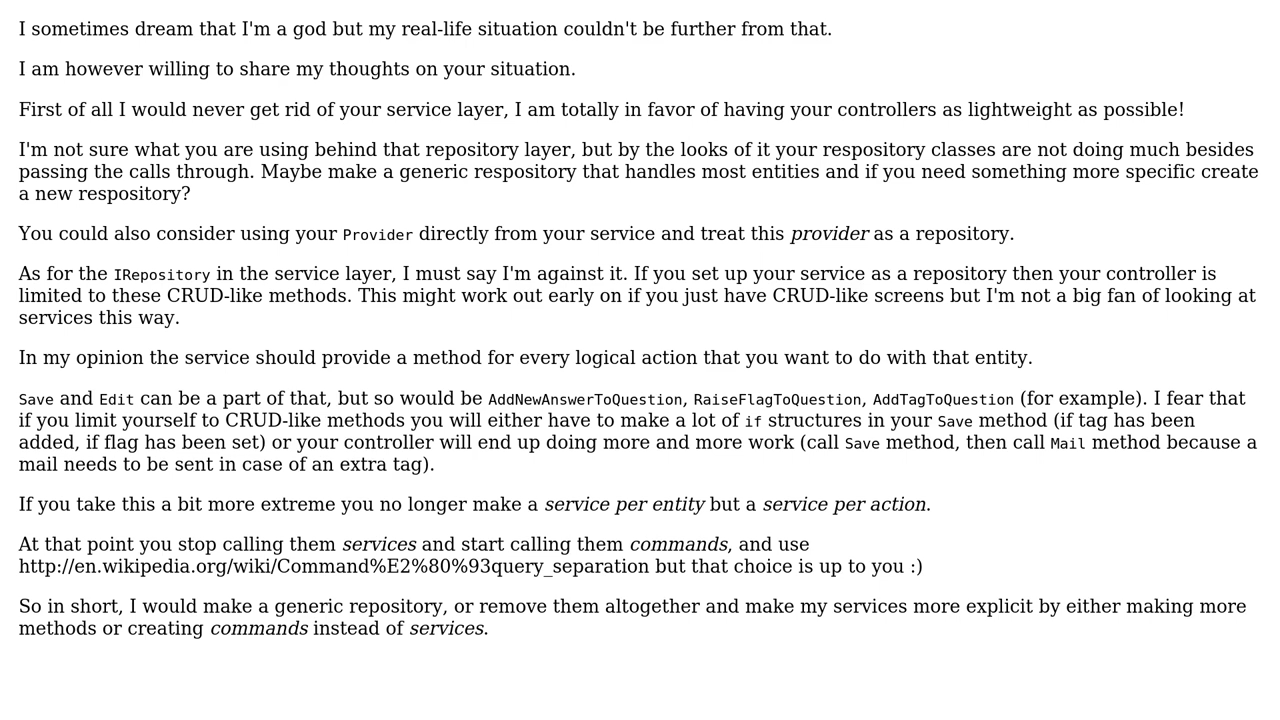 I sometimes dream that I'm a god but my real-life situation couldn't be further from that.
I am however willing to share my thoughts on your situation.
First of all I would never get rid of your service layer, I am totally in favor of having your controllers as lightweight as possible!
I'm not sure what you are using behind that repository layer, but by the looks of it your respository classes are not doing much besides
passing the calls through. Maybe make a generic respository that handles most entities and if you need something more specific create
a new respository?
You could also consider using your Provider directly from your service and treat this provider as a repository.
As for the IRepository in the service layer, I must say I'm against it. If you set up your service as a repository then your controller is
limited to these CRUD-like methods. This might work out early on if you just have CRUD-like screens but I'm not a big fan of looking at
services this way.
In my opinion the service should provide a method for every logical action that you want to do with that entity.
Save and Edit can be a part of that, but so would be AddNewAnswerToQuestion, RaiseFlagToQuestion, AddTagToQuestion (for example). I fear that
if you limit yourself to CRUD-like methods you will either have to make a lot of if structures in your Save method (if tag has been
added, if flag has been set) or your controller will end up doing more and more work (call Save method, then call Mail method because a
mail needs to be sent in case of an extra tag).
If you take this a bit more extreme you no longer make a service per entity but a service per action.
At that point you stop calling them services and start calling them commands, and use
http://en.wikipedia.org/wiki/Command%E2%80%93query_separation but that choice is up to you :)
So in short, I would make a generic repository, or remove them altogether and make my services more explicit by either making more
methods or creating commands instead of services.